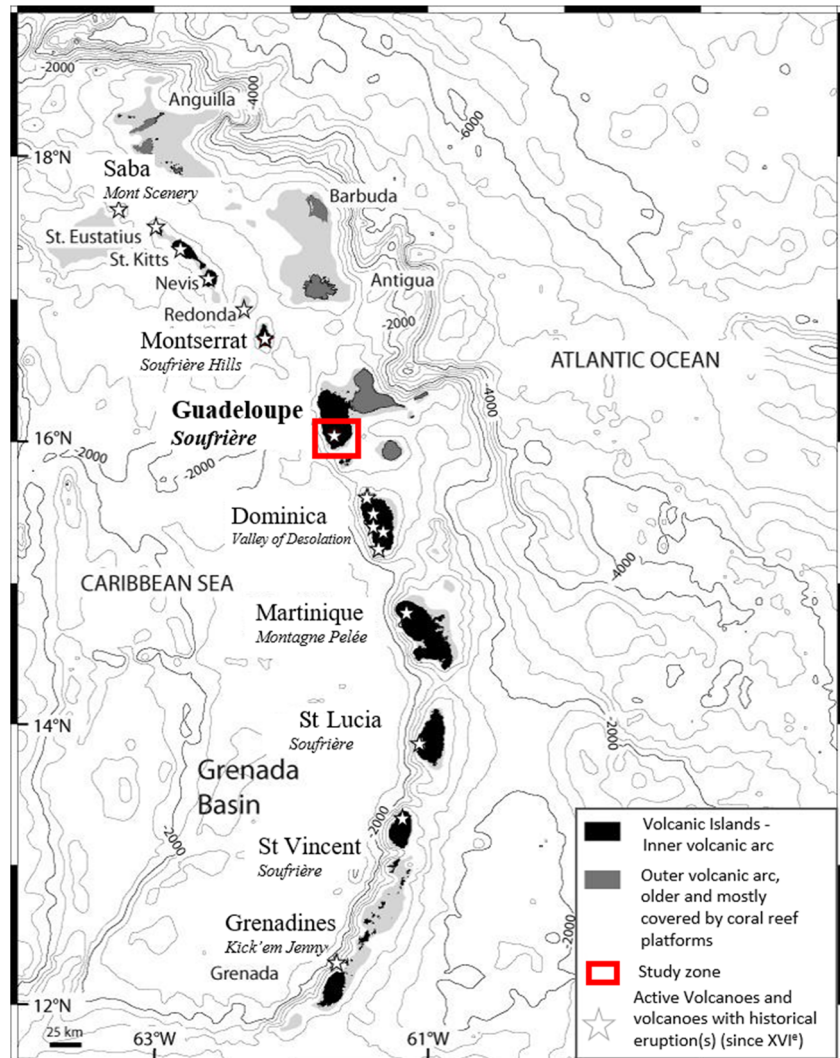 -2000
Anguilla
-4000
-6000
18°N
Saba
Mont Scenery
Barbuda
St. Eustatius
St. Kitts
Nevis
Antigua
Redonda
-2000
Montserrat
Soufrière Hills
ATLANTIC OCEAN
-4000
Guadeloupe
Soufrière
16°N
-2000
-2000
Dominica
Valley of Desolation
-4000
CARIBBEAN SEA
Martinique
Montagne Pelée
14°N
St Lucia
Soufrière
-2000
Grenada
Basin
-2000
-2000
St Vincent
Soufrière
Grenadines
Kick'em Jenny
Grenada
-2000
12°N
25 km
63°W
61°W
Volcanic Islands -
Inner volcanic arc
Outer volcanic arc,
older and mostly
covered by coral reef
platforms
Study zone
Active Volcanoes and
volcanoes with historical
eruption(s) (since XVIᵉ)